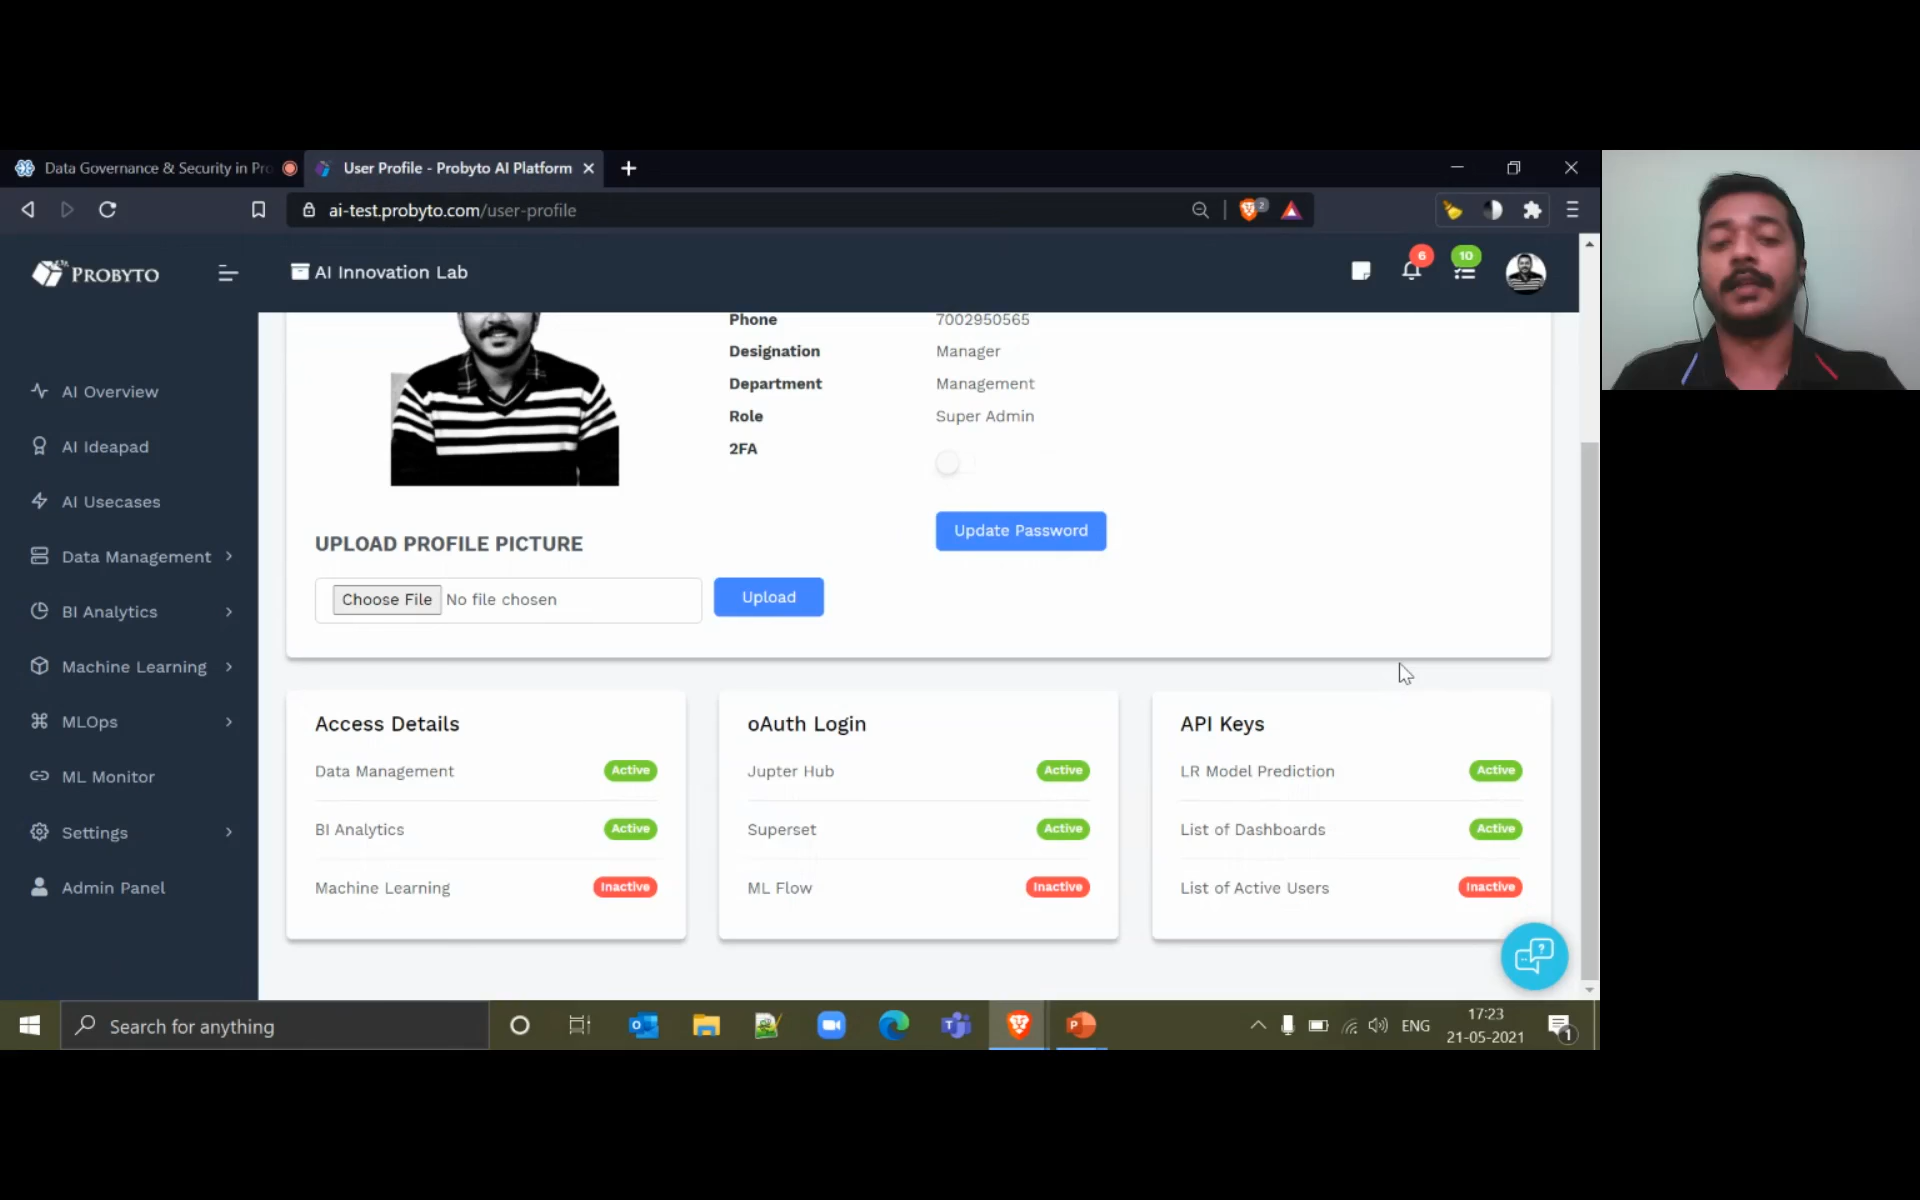 Data Governance & Security in Pro
User Profile - Probyto AI Platform
ai-test.probyto.com/user-profile
2
PROBYTO
AI Innovation Lab
6
10
AI Overview
AI Ideapad
AI Usecases
Data Management
BI Analytics
Machine Learning
MLOps
ML Monitor
Settings
Admin Panel
Phone 7002950565
Designation Manager
Department Management
Role Super Admin
2FA
Update Password
UPLOAD PROFILE PICTURE
Choose File No file chosen
Upload
Access Details
Data Management Active
BI Analytics Active
Machine Learning Inactive
oAuth Login
Jupter Hub Active
Superset Active
ML Flow Inactive
API Keys
LR Model Prediction Active
List of Dashboards Active
List of Active Users Inactive
Search for anything
ENG
17:23
21-05-2021
1